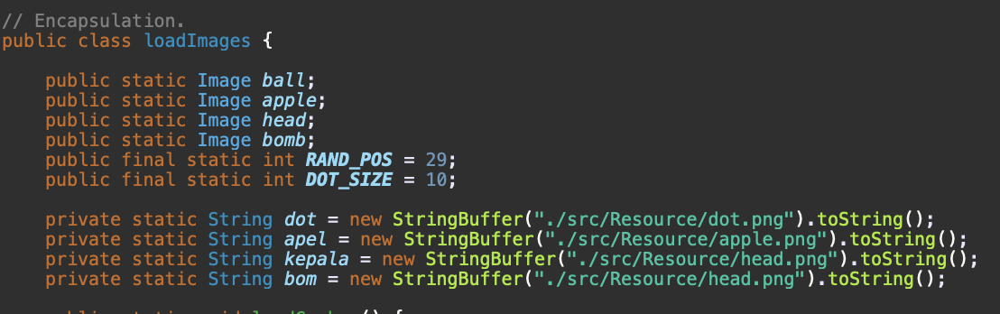 // Encapsulation.
public class loadImages {
public static Image ball;
public static Image apple;
public static Image head;
public static Image bomb;
public final static int RAND_POS = 29;
public final static int DOT_SIZE = 10;
private static String dot = new StringBuffer("./src/Resource/dot.png").toString();
private static String apel = new StringBuffer("./src/Resource/apple.png").toString();
private static String kepala = new StringBuffer("./src/Resource/head.png").toString();
private static String bom = new StringBuffer("./src/Resource/head.png").toString();